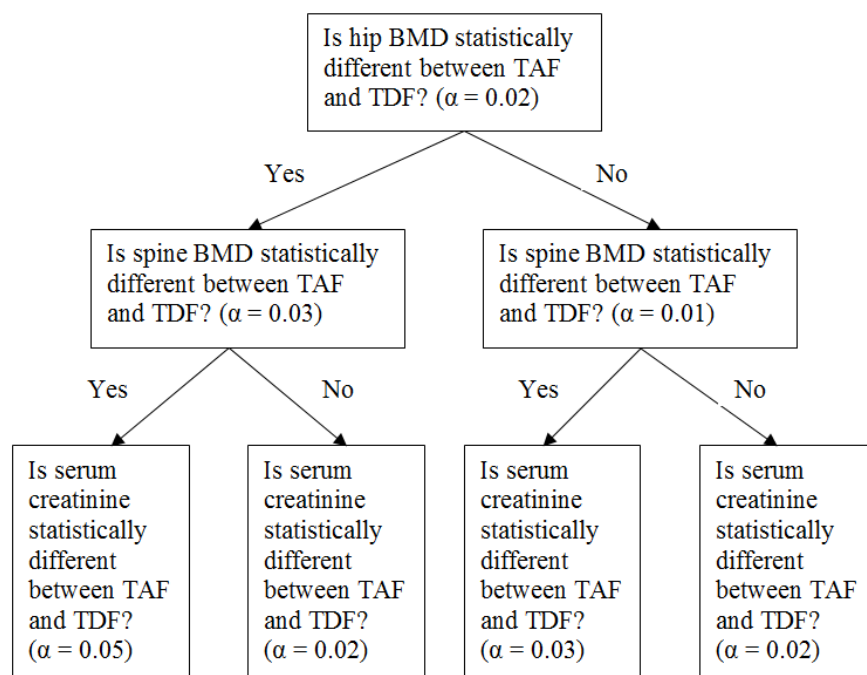 Is hip BMD statistically
different between TAF
and TDF? (α = 0.02)
Yes
No
Is spine BMD statistically
different between TAF
and TDF? (α = 0.03)
Is spine BMD statistically
different between TAF
and TDF? (α = 0.01)
Yes
No
Yes
No
Is serum
creatinine
statistically
different
between TAF
and TDF?
(α = 0.05)
Is serum
creatinine
statistically
different
between TAF
and TDF?
(α = 0.02)
Is serum
creatinine
statistically
different
between TAF
and TDF?
(α = 0.03)
Is serum
creatinine
statistically
different
between TAF
and TDF?
(α = 0.02)